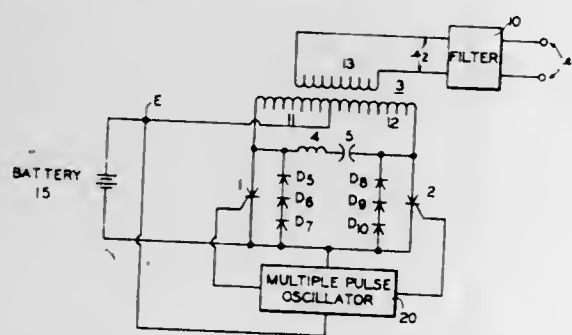 10
FILTER
42
13
3
E
11
12
4
5
BATTERY
15
1
D5
D6
D7
D8
D9
D10
2
MULTIPLE PULSE
OSCILLATOR
20